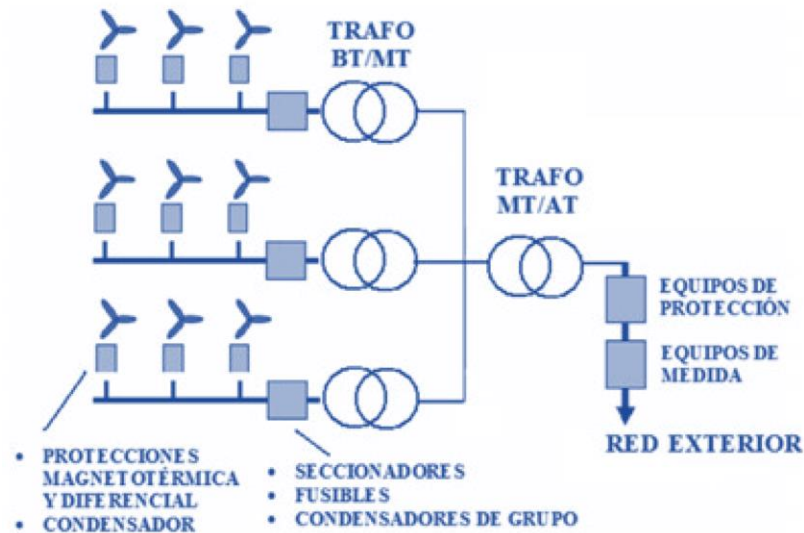 TRAFO
BT/MT
TRAFO
MT/AT
EQUIPOS DE
PROTECCIÓN
EQUIPOS DE
MEDIDA
RED EXTERIOR
• PROTECCIONES
MAGNETOTÉRMICA
Y DIFERENCIAL
• CONDENSADOR
• SECCIONADORES
• FUSIBLES
• CONDENSADORES DE GRUPO